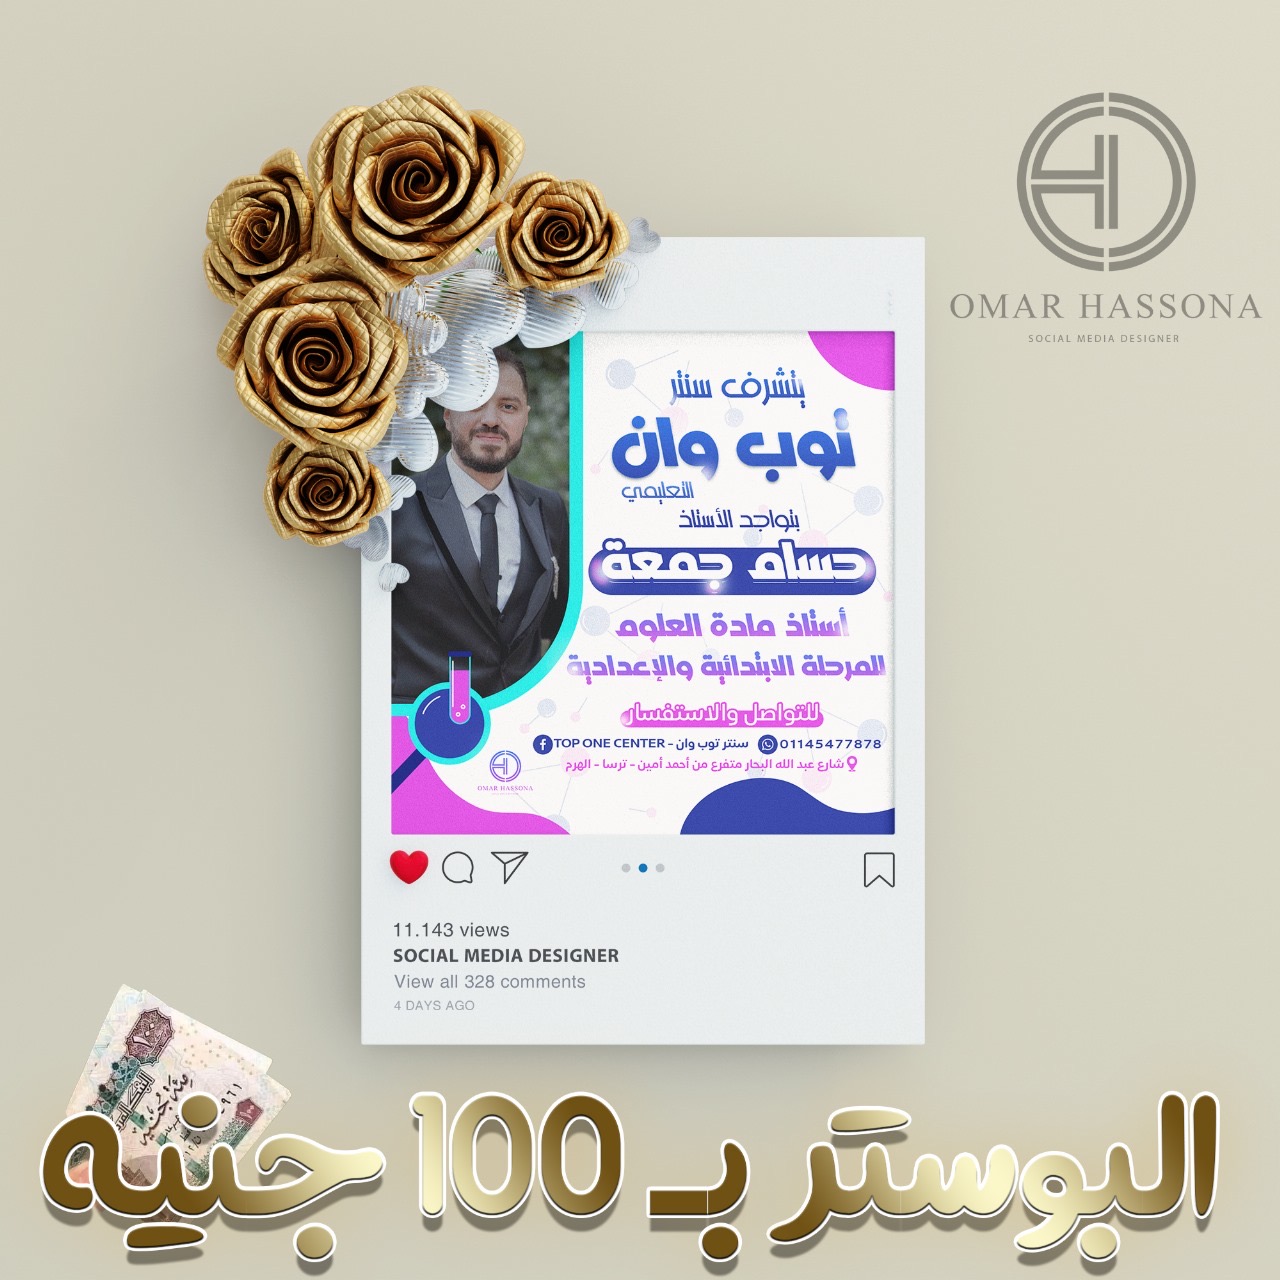 OMAR HASSONA
SOCIAL MEDIA DESIGNER
يتشرف سنتر
توب وان
التعليمي
بتواجد الأستاذ
حسام جمعة
أستاذ مادة العلوم
للمرحلة الابتدائية والإعدادية
للتواصل والاستفسار
01145477878 سنتر توب وان - TOP ONE CENTER
شارع عبد الله البحار متفرع من أحمد أمين - ترسا - الهرم
OMAR HASSONA
11.143 views
SOCIAL MEDIA DESIGNER
View all 328 comments
4 DAYS AGO
١٠٠
البوستر بـ 100 جنيه